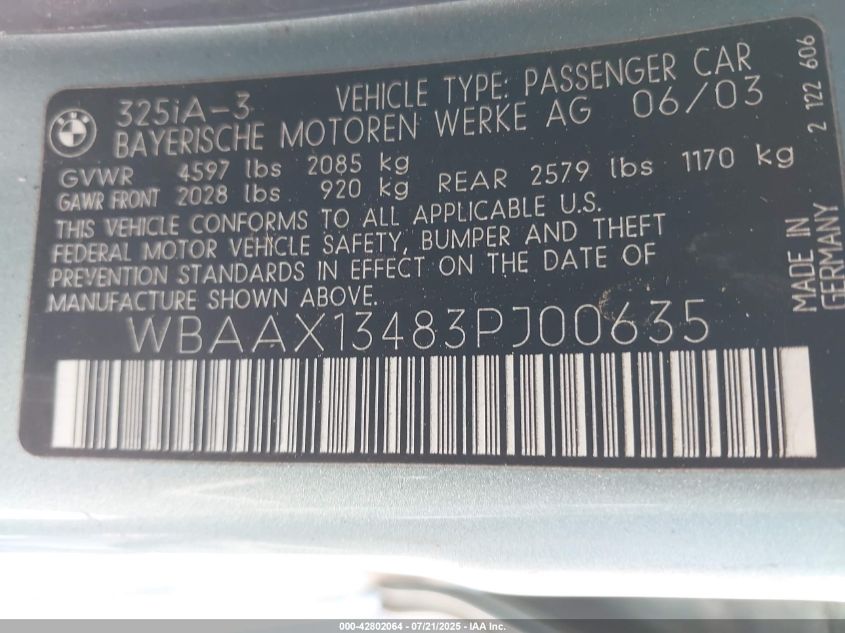 325iA-3 VEHICLE TYPE: PASSENGER CAR
BAYERISCHE MOTOREN WERKE AG 06/03
GVWR 4597 lbs 2085 kg
GAWR FRONT 2028 lbs 920 kg REAR 2579 lbs 1170 kg
THIS VEHICLE CONFORMS TO ALL APPLICABLE U.S.
FEDERAL MOTOR VEHICLE SAFETY, BUMPER AND THEFT
PREVENTION STANDARDS IN EFFECT ON THE DATE OF
MANUFACTURE SHOWN ABOVE.
WBAAX13483PJ00635
2 122 606
MADE IN
GERMANY
000-42802064 - 07/21/2025 - IAA Inc.